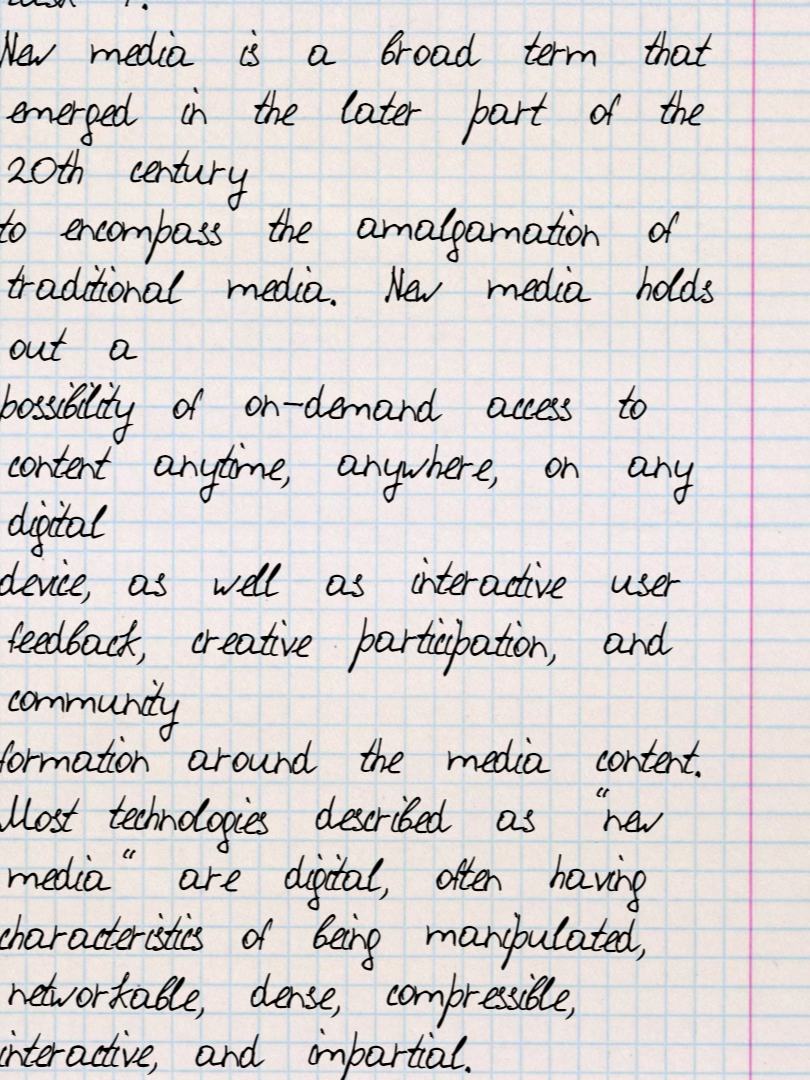 New media is a broad term that
emerged in the later part of the
20th century
to encompass the amalgamation of
traditional media. New media holds
out a
possibility of on-demand access to
content anytime, anywhere, on any
digital
device, as well as interactive user
feedback, creative participation, and
community
formation around the media content.
Most technologies described as “new
media“ are digital, often having
characteristics of being manipulated,
networkable, dense, compressible,
interactive, and impartial.